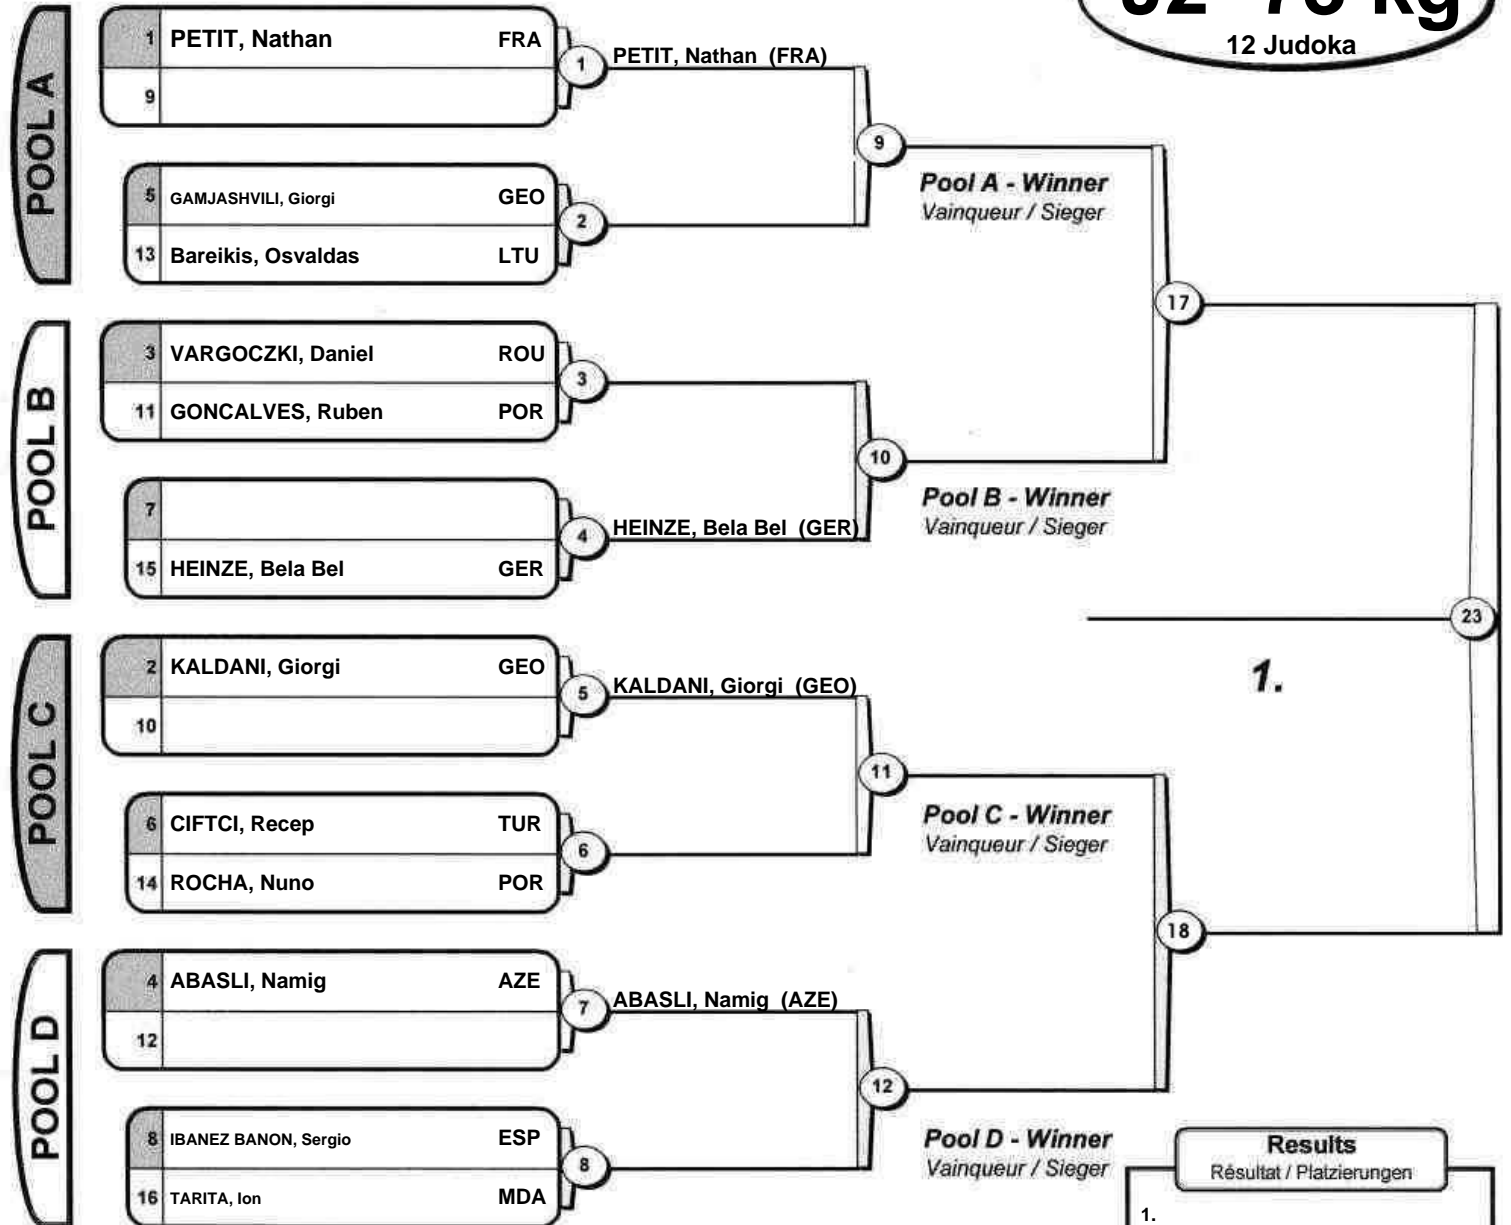 12 Judoka
POOL A
1 PETIT, Nathan FRA
9
1 PETIT, Nathan (FRA)
5 GAMJASHVILI, Giorgi GEO
13 Bareikis, Osvaldas LTU
2
9
Pool A - Winner
Vainqueur / Sieger
POOL B
3 VARGOCZKI, Daniel ROU
11 GONCALVES, Ruben POR
3
7
15 HEINZE, Bela Bel GER
4 HEINZE, Bela Bel (GER)
10
Pool B - Winner
Vainqueur / Sieger
17
POOL C
2 KALDANI, Giorgi GEO
10
5 KALDANI, Giorgi (GEO)
6 CIFTCI, Recep TUR
14 ROCHA, Nuno POR
6
11
Pool C - Winner
Vainqueur / Sieger
POOL D
4 ABASLI, Namig AZE
12
7 ABASLI, Namig (AZE)
8 IBANEZ BANON, Sergio ESP
16 TARITA, Ion MDA
8
12
Pool D - Winner
Vainqueur / Sieger
18
23
1.
Results
Résultat / Platzierungen
1.